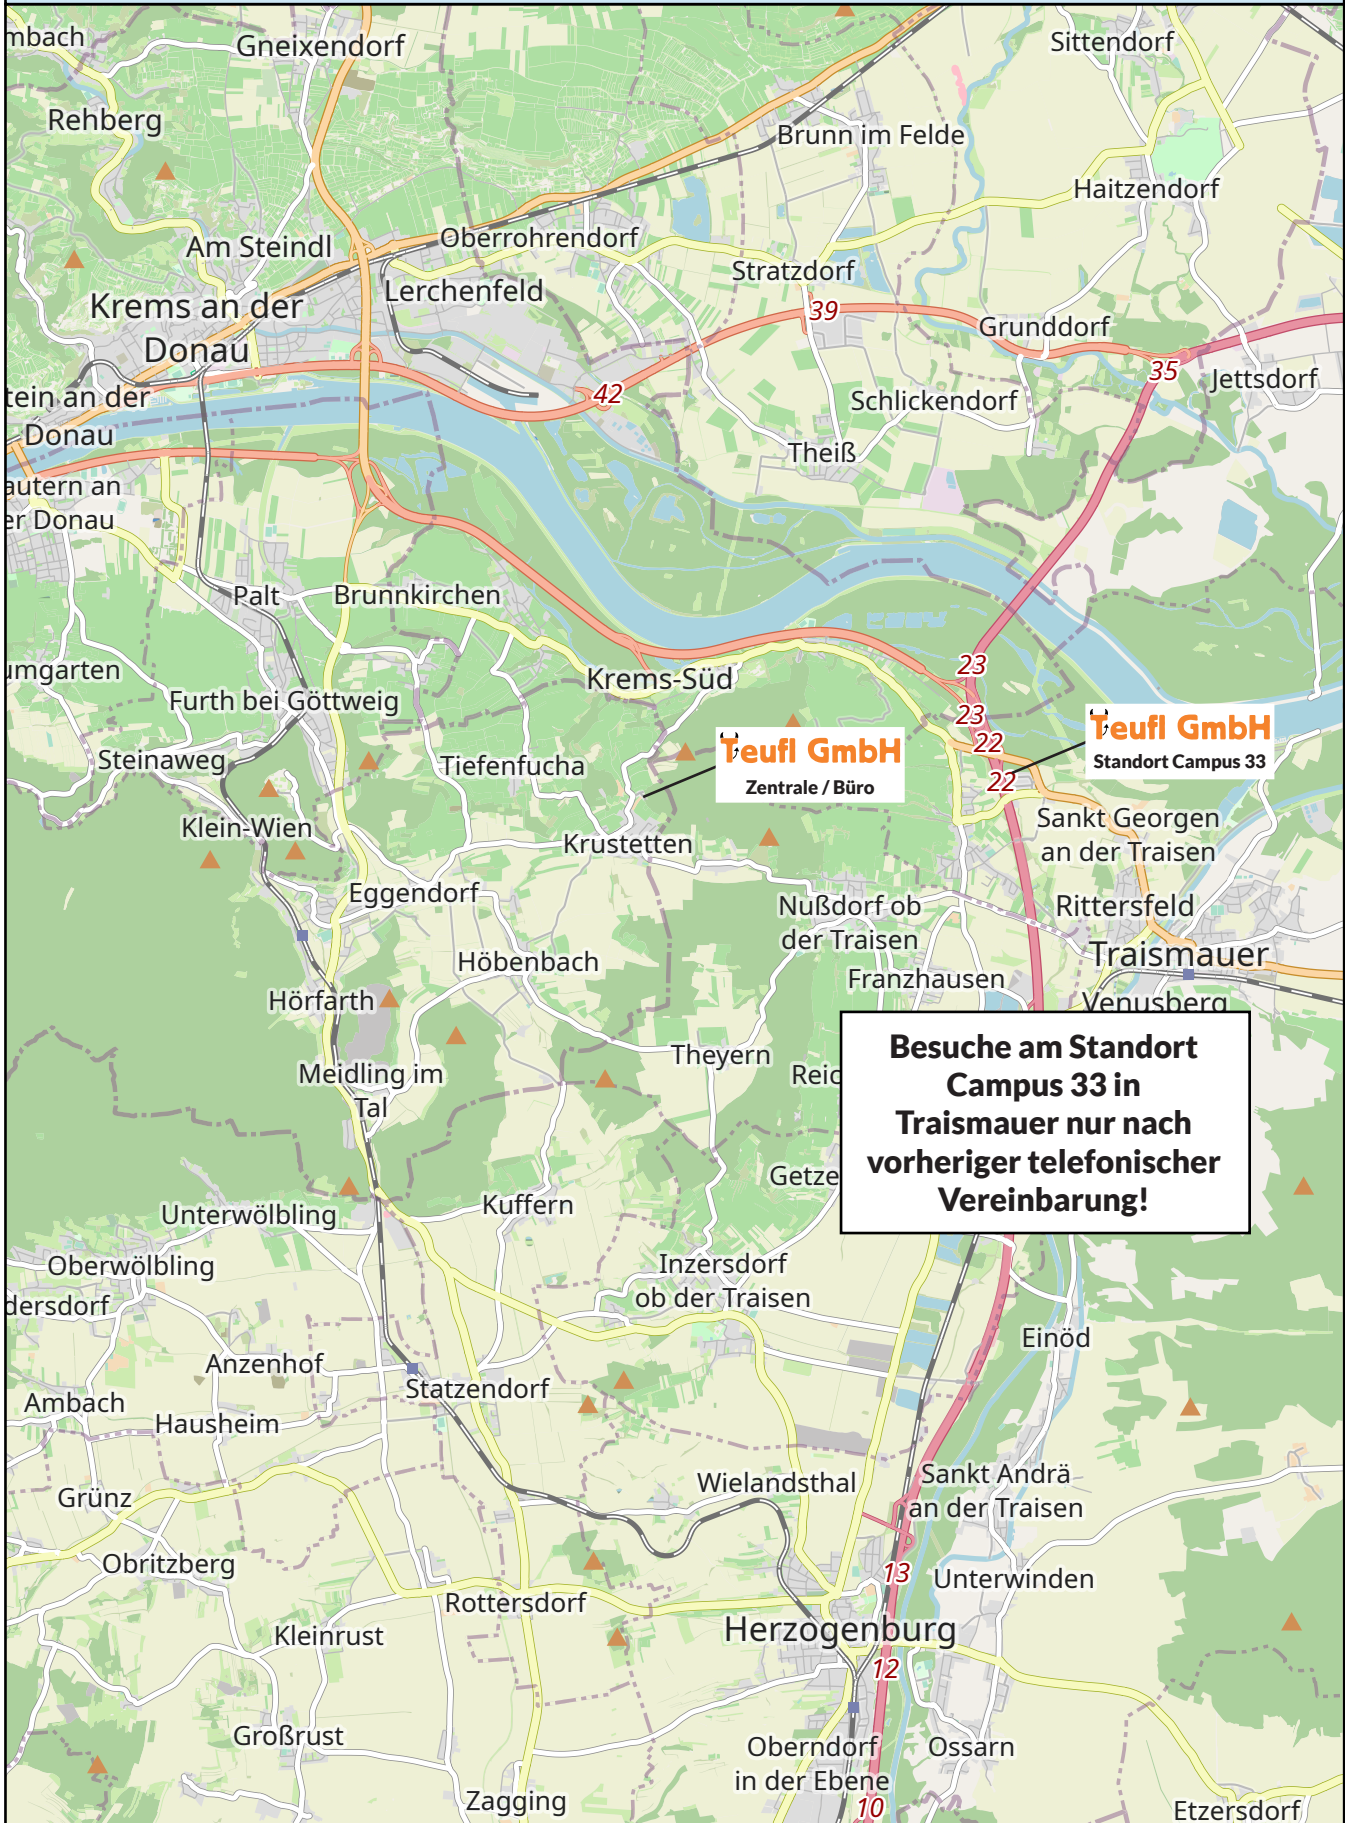 mbach
Gneixendorf
Sittendorf
Rehberg
Brunn im Felde
Haitzendorf
Am Steindl
Oberrohrendorf
Stratzdorf
Lerchenfeld
Krems an der
Donau
39
Grunddorf
35
Jettsdorf
42
tein an der
Donau
Schlickendorf
Theiß
autern an
er Donau
Palt
Brunnkirchen
umgarten
Krems-Süd
23
Furth bei Göttweig
23
Teufl GmbH
Standort Campus 33
22
Teufl GmbH
Zentrale / Büro
Steinaweg
Tiefenfucha
22
Klein-Wien
Krustetten
Sankt Georgen
an der Traisen
Eggendorf
Nußdorf ob
der Traisen
Rittersfeld
Traismauer
Höbenbach
Franzhausen
Hörfarth
Venusberg
Besuche am Standort
Campus 33 in
Traismauer nur nach
vorheriger telefonischer
Vereinbarung!
Theyern
Reic
Meidling im
Tal
Getze
Kuffern
Unterwölbling
Oberwölbling
Inzersdorf
ob der Traisen
dersdorf
Einöd
Anzenhof
Statzendorf
Ambach
Hausheim
Wielandsthal
Sankt Andrä
an der Traisen
Grünz
Obritzberg
13
Unterwinden
Rottersdorf
Herzogenburg
Kleinrust
12
Großrust
Oberndorf
in der Ebene
Ossarn
Zagging
10
Etzersdorf